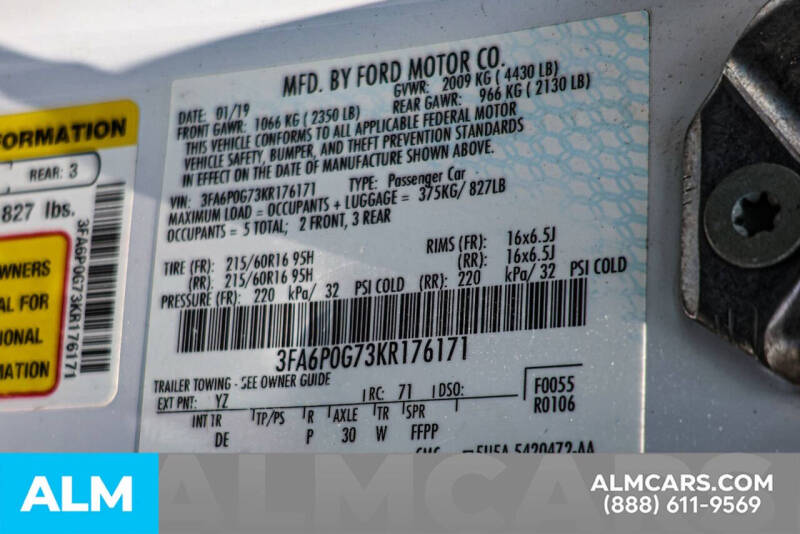 MFD. BY FORD MOTOR CO.
DATE: 01/19 GVWR: 2009 KG ( 4430 LB)
FRONT GAWR: 1066 KG ( 2350 LB) REAR GAWR: 966 KG ( 2130 LB)
THIS VEHICLE CONFORMS TO ALL APPLICABLE FEDERAL MOTOR
VEHICLE SAFETY, BUMPER, AND THEFT PREVENTION STANDARDS
IN EFFECT ON THE DATE OF MANUFACTURE SHOWN ABOVE.
VIN: 3FA6P0G73KR176171 TYPE: Passenger Car
MAXIMUM LOAD = OCCUPANTS + LUGGAGE = 375KG/ 827LB
OCCUPANTS = 5 TOTAL; 2 FRONT, 3 REAR
TIRE (FR): 215/60R16 95H RIMS (FR): 16x6.5J
(RR): 215/60R16 95H (RR): 16x6.5J
PRESSURE (FR): 220 kPa/ 32 PSI COLD (RR): 220 kPa/ 32 PSI COLD
3FA6P0G73KR176171
TRAILER TOWING - SEE OWNER GUIDE
EXT PNT: YZ RC: 71 DSO: F0055
R0106
INT TR TP/PS R AXLE TR SPR
DE P 30 W FFPP
FORMATION
REAR: 3
827 lbs.
3FA6P0G73KR176171
WNERS
AL FOR
IONAL
MATION
ALM
ALMCARS
ALMCARS.COM
(888) 611-9569